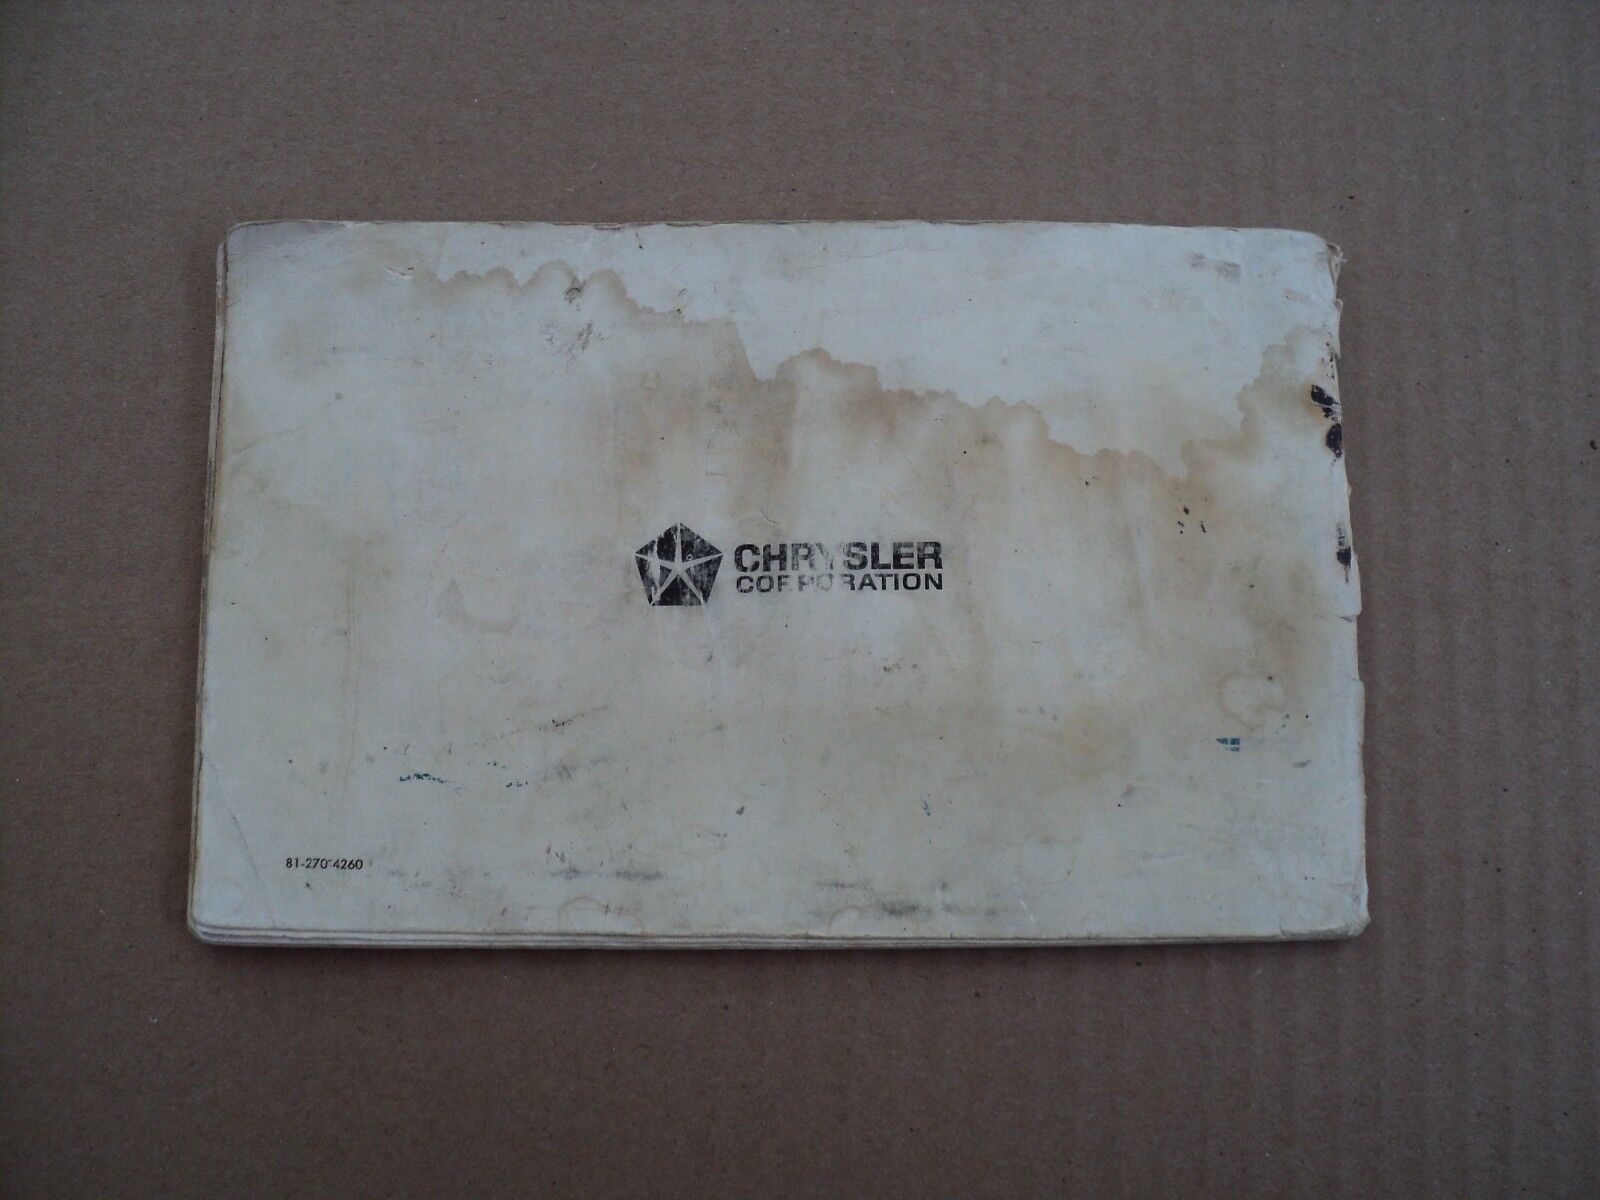 CHRYSLER
CORPORATION
81-270-4260